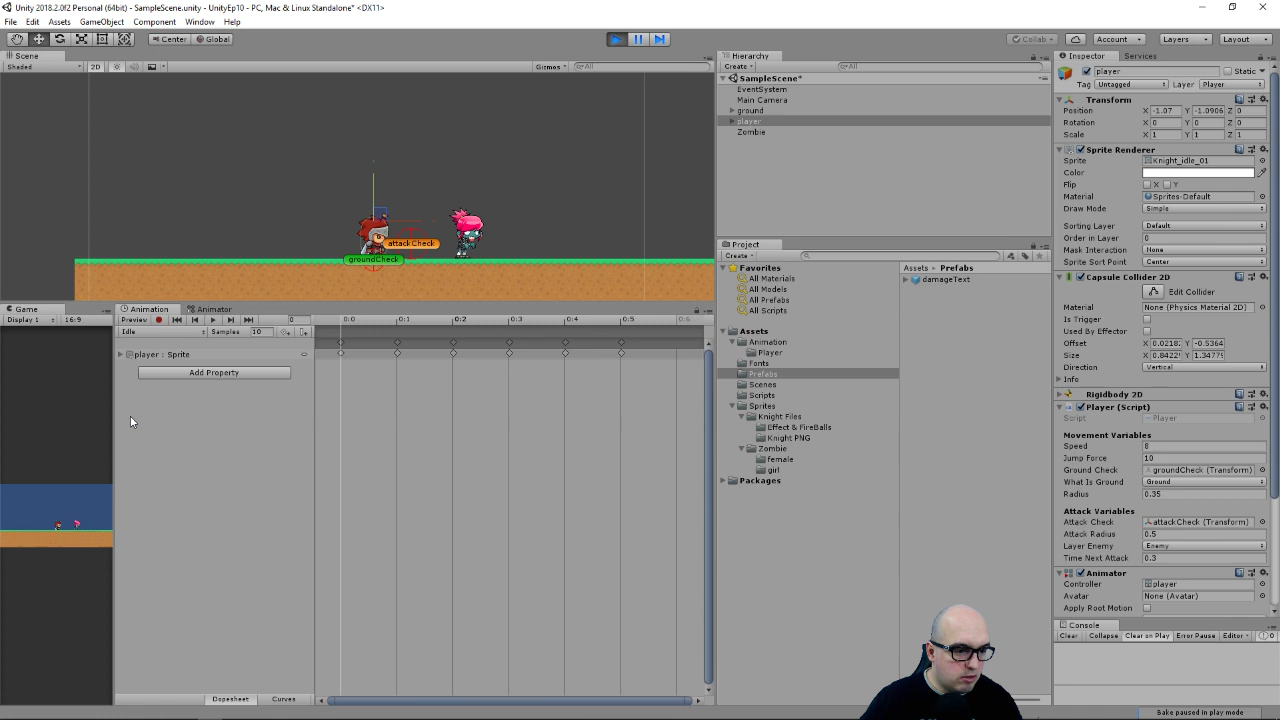 Unity 2018.2.0f2 Personal (64bit) - SampleScene.unity - UnityEp10 - PC, Mac & Linux Standalone* <DX11>
File Edit Assets GameObject Component Window Help
Center Global
Collab Account Layers Layout
Scene
Shaded 2D Gizmos All
attackCheck
groundCheck
Game
Display 1 16:9
Animation Animator
Preview 0
Idle Samples 10
0:0 0:1 0:2 0:3 0:4 0:5 0:6
player : Sprite
Add Property
Dopesheet Curves
Hierarchy
Create All
SampleScene*
EventSystem
Main Camera
ground
player
Zombie
Project
Create
Favorites
All Materials
All Models
All Prefabs
All Scripts
Assets
Animation
Player
Fonts
Prefabs
Scenes
Scripts
Sprites
Knight Files
Effect & FireBalls
Knight PNG
Zombie
female
girl
Packages
Assets Prefabs
damageText
Inspector Services
player Static
Tag Untagged Layer Player
Transform
Position X -1.07 Y -1.0906 Z 0
Rotation X 0 Y 0 Z 0
Scale X 1 Y 1 Z 1
Sprite Renderer
Sprite Knight_idle_01
Color
Flip X Y
Material Sprites-Default
Draw Mode Simple
Sorting Layer Default
Order in Layer 0
Mask Interaction None
Sprite Sort Point Center
Capsule Collider 2D
Edit Collider
Material None (Physics Material 2D)
Is Trigger
Used By Effector
Offset X 0.0218 Y -0.5364
Size X 0.8422 Y 1.3477
Direction Vertical
Info
Rigidbody 2D
Player (Script)
Script Player
Movement Variables
Speed 8
Jump Force 10
Ground Check groundCheck (Transform)
What Is Ground Ground
Radius 0.35
Attack Variables
Attack Check attackCheck (Transform)
Attack Radius 0.5
Layer Enemy Enemy
Time Next Attack 0.3
Animator
Controller player
Avatar None (Avatar)
Apply Root Motion
Console
Clear Collapse Clear on Play Error Pause Editor 0
Bake paused in play mode